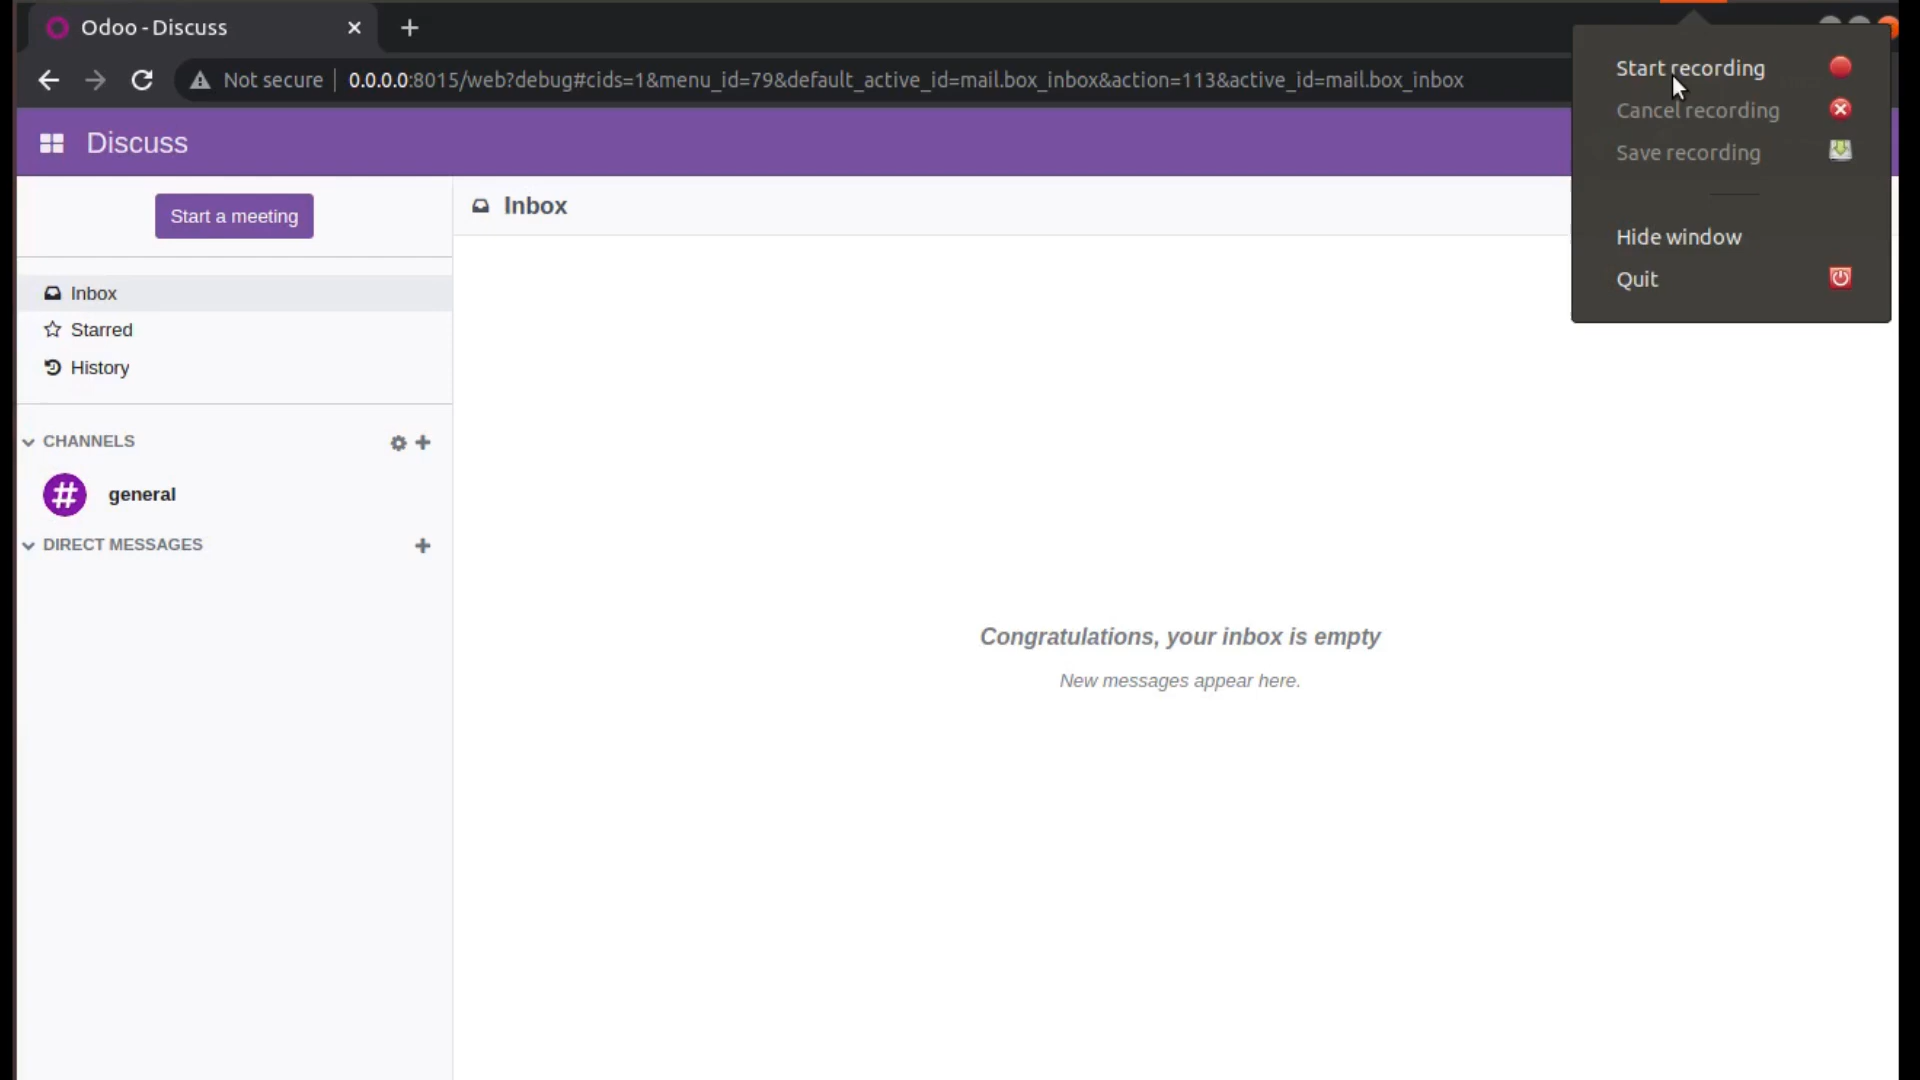 Odoo - Discuss
Not secure
0.0.0.0:8015/web?debug#cids=1&menu_id=79&default_active_id=mail.box_inbox&action=113&active_id=mail.box_inbox
Start recording
Cancel recording
Save recording
Hide window
Quit
Discuss
Start a meeting
Inbox
Starred
History
CHANNELS
# general
DIRECT MESSAGES
Inbox
Congratulations, your inbox is empty
New messages appear here.